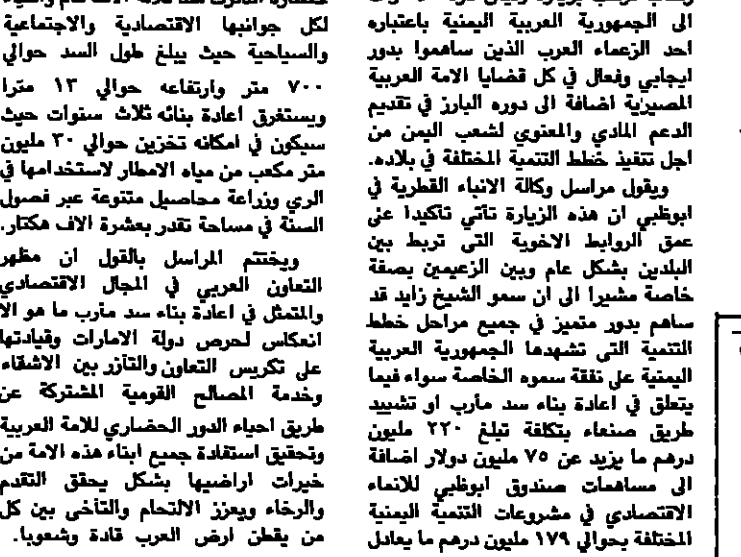 الى الجمهورية العربية اليمنية باعتباره
احد الزعماء العرب الذين ساهموا بدور
ايجابي وفعال في كل قضايا الامة العربية
المصيرية اضافة الى دوره البارز في تقديم
الدعم المادي والمعنوي لشعب اليمن من
اجل تنفيذ خطط التنمية المختلفة في بلاده.
ويقول مراسل وكالة الانباء القطرية في
ابوظبي ان هذه الزيارة تأتي تأكيدا على
عمق الروابط الاخوية التي تربط بين
البلدين بشكل عام وبين الزعيمين بصفة
خاصة مشيرا الى ان سمو الشيخ زايد قد
ساهم بدور متميز في جميع مراحل خطط
التنمية التي تشهدها الجمهورية العربية
اليمنية على نفقة سموه الخاصة سواء فيما
يتعلق في اعادة بناء سد مأرب او تشييد
طريق صنعاء بتكلفة تبلغ ٢٢٠ مليون
درهم ما يزيد عن ٧٥ مليون دولار اضافة
الى مساهمات صندوق ابوظبي للانماء
الاقتصادي في مشروعات التنمية اليمنية
المختلفة بحوالي ١٧٩ مليون درهم ما يعادل
لكل جوانبها الاقتصادية والاجتماعية
والسياحية حيث يبلغ طول السد حوالي
٧٠٠ متر وارتفاعه حوالي ١٣ مترا
ويستغرق اعادة بنائه ثلاث سنوات حيث
سيكون في امكانه تخزين حوالي ٣٠ مليون
متر مكعب من مياه الامطار لاستخدامها في
الري وزراعة محاصيل متنوعة عبر فصول
السنة في مساحة تقدر بعشرة الاف هكتار.
ويختتم المراسل بالقول ان مظهر
التعاون العربي في المجال الاقتصادي
والمتمثل في اعادة بناء سد مأرب ما هو الا
انعكاس لحرص دولة الامارات وقيادتها
على تكريس التعاون والتآزر بين الاشقاء
وخدمة المصالح القومية المشتركة عن
طريق احياء الدور الحضاري للامة العربية
وتحقيق استفادة جميع ابناء هذه الامة من
خيرات اراضيها بشكل يحقق التقدم
والرخاء ويعزز الالتحام والتأخى بين كل
من يقطن ارض العرب قادة وشعوبا.